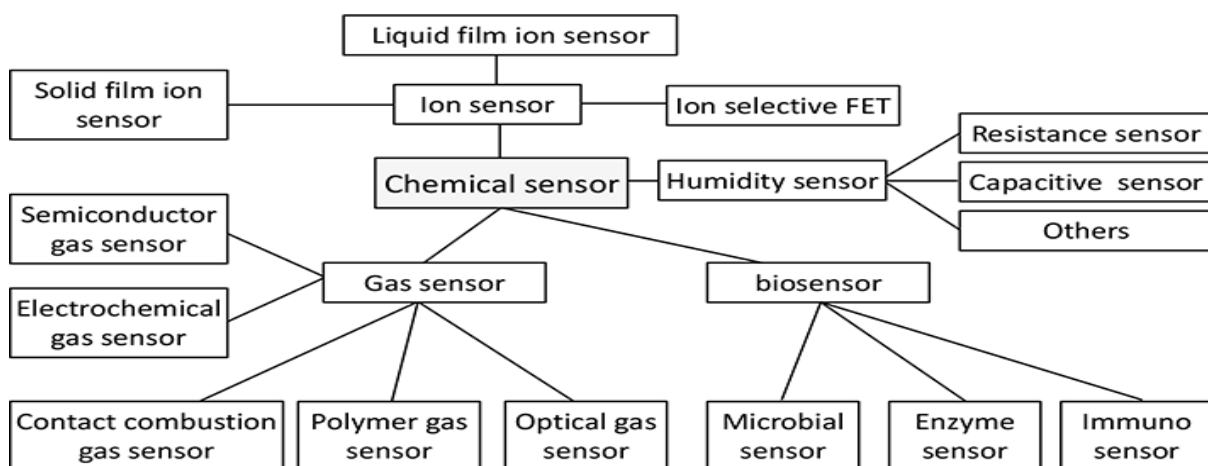 Liquid film ion sensor
Solid film ion
sensor
Ion sensor
Ion selective FET
Resistance sensor
Chemical sensor
Humidity sensor
Capacitive sensor
Others
Semiconductor
gas sensor
Electrochemical
gas sensor
Gas sensor
biosensor
Contact combustion
gas sensor
Polymer gas
sensor
Optical gas
sensor
Microbial
sensor
Enzyme
sensor
Immuno
sensor